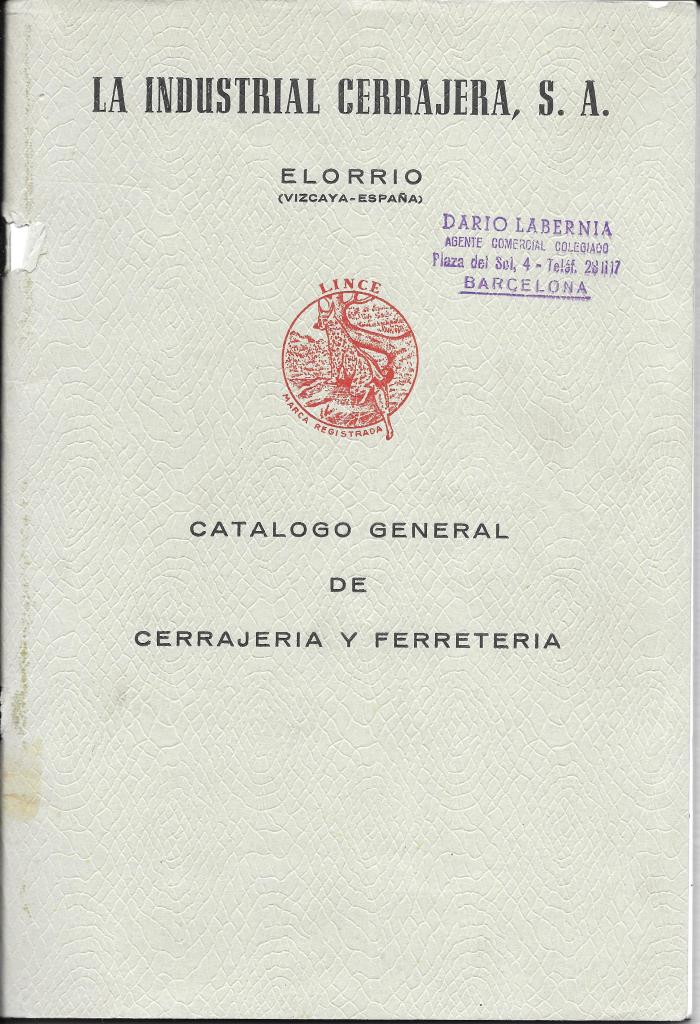 LA INDUSTRIAL CERRAJERA, S. A.
ELORRIO
(VIZCAYA-ESPAÑA)
DARIO LABERNIA
AGENTE COMERCIAL COLEGIADO
Plaza del Sol, 4 - Teléf. 281117
BARCELONA
LINCE
MARCA REGISTRADA
CATALOGO GENERAL
DE
CERRAJERIA Y FERRETERIA